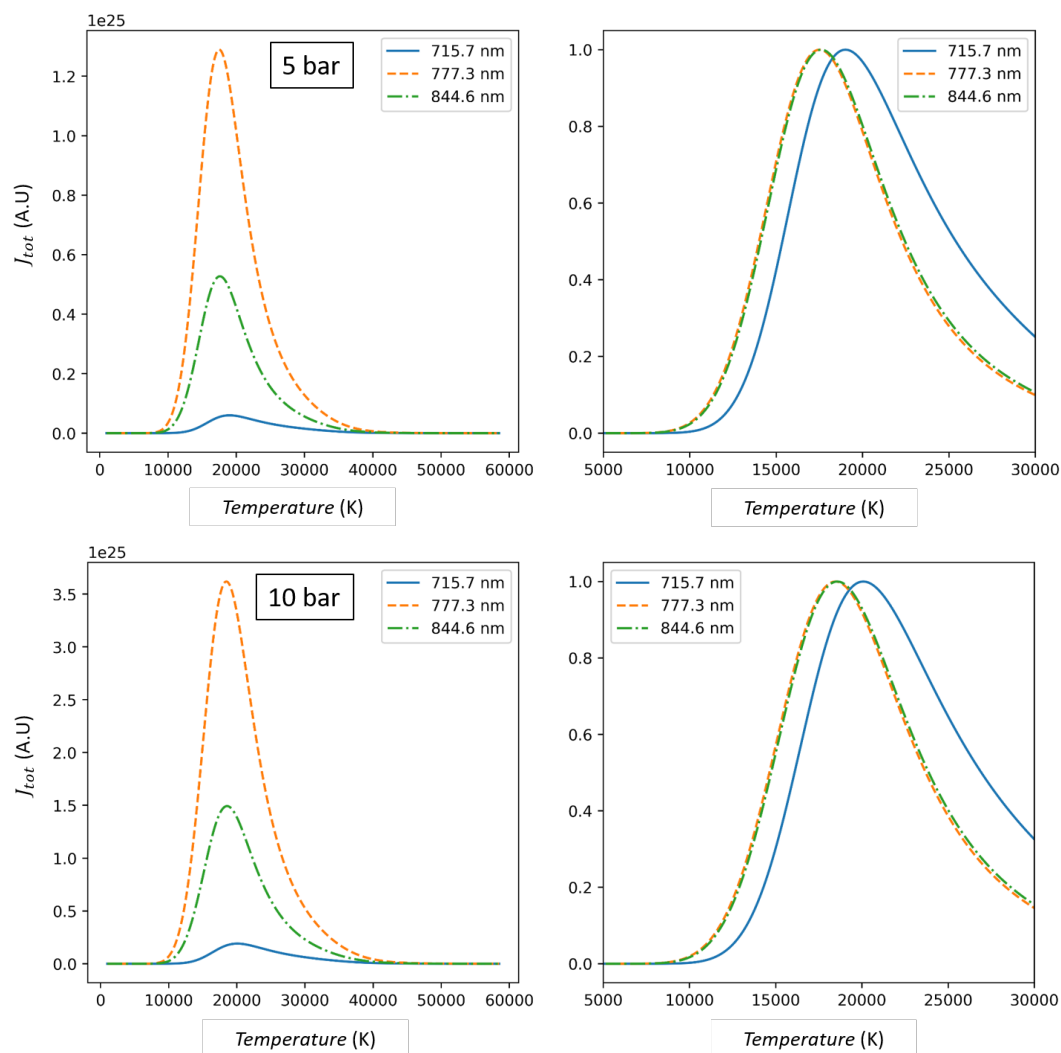 1e25
5 bar
715.7 nm
777.3 nm
844.6 nm
J_tot (A.U)
1.2
1.0
0.8
0.6
0.4
0.2
0.0
0 10000 20000 30000 40000 50000 60000
Temperature (K)
715.7 nm
777.3 nm
844.6 nm
1.0
0.8
0.6
0.4
0.2
0.0
5000 10000 15000 20000 25000 30000
Temperature (K)
1e25
10 bar
715.7 nm
777.3 nm
844.6 nm
J_tot (A.U)
3.5
3.0
2.5
2.0
1.5
1.0
0.5
0.0
0 10000 20000 30000 40000 50000 60000
Temperature (K)
715.7 nm
777.3 nm
844.6 nm
1.0
0.8
0.6
0.4
0.2
0.0
5000 10000 15000 20000 25000 30000
Temperature (K)